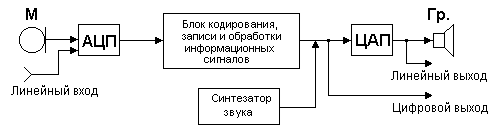 М
Гр.
АЦП
Блок кодирования,
записи и обработки
информационных
сигналов
ЦАП
Линейный вход
Линейный выход
Синтезатор
звука
Цифровой выход